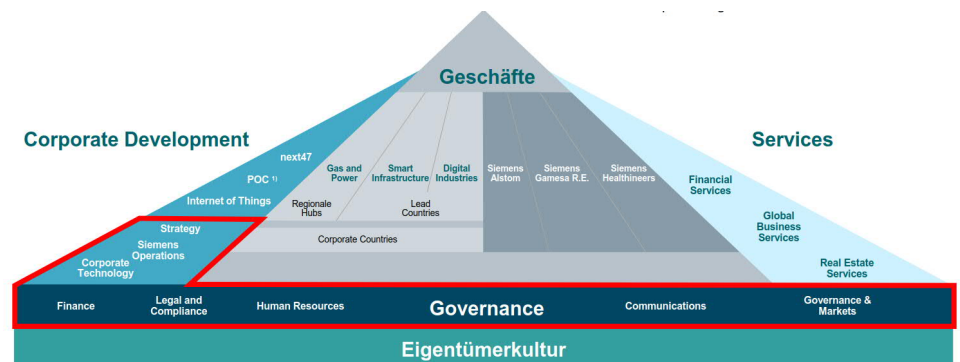 Geschäfte
Corporate Development
Services
next47
POC 1)
Internet of Things
Strategy
Siemens
Operations
Corporate
Technology
Gas and
Power
Smart
Infrastructure
Digital
Industries
Regionale
Hubs
Lead
Countries
Corporate Countries
Siemens
Alstom
Siemens
Gamesa R.E.
Siemens
Healthineers
Financial
Services
Global
Business
Services
Real Estate
Services
Finance
Legal and
Compliance
Human Resources
Governance
Communications
Governance &
Markets
Eigentümerkultur